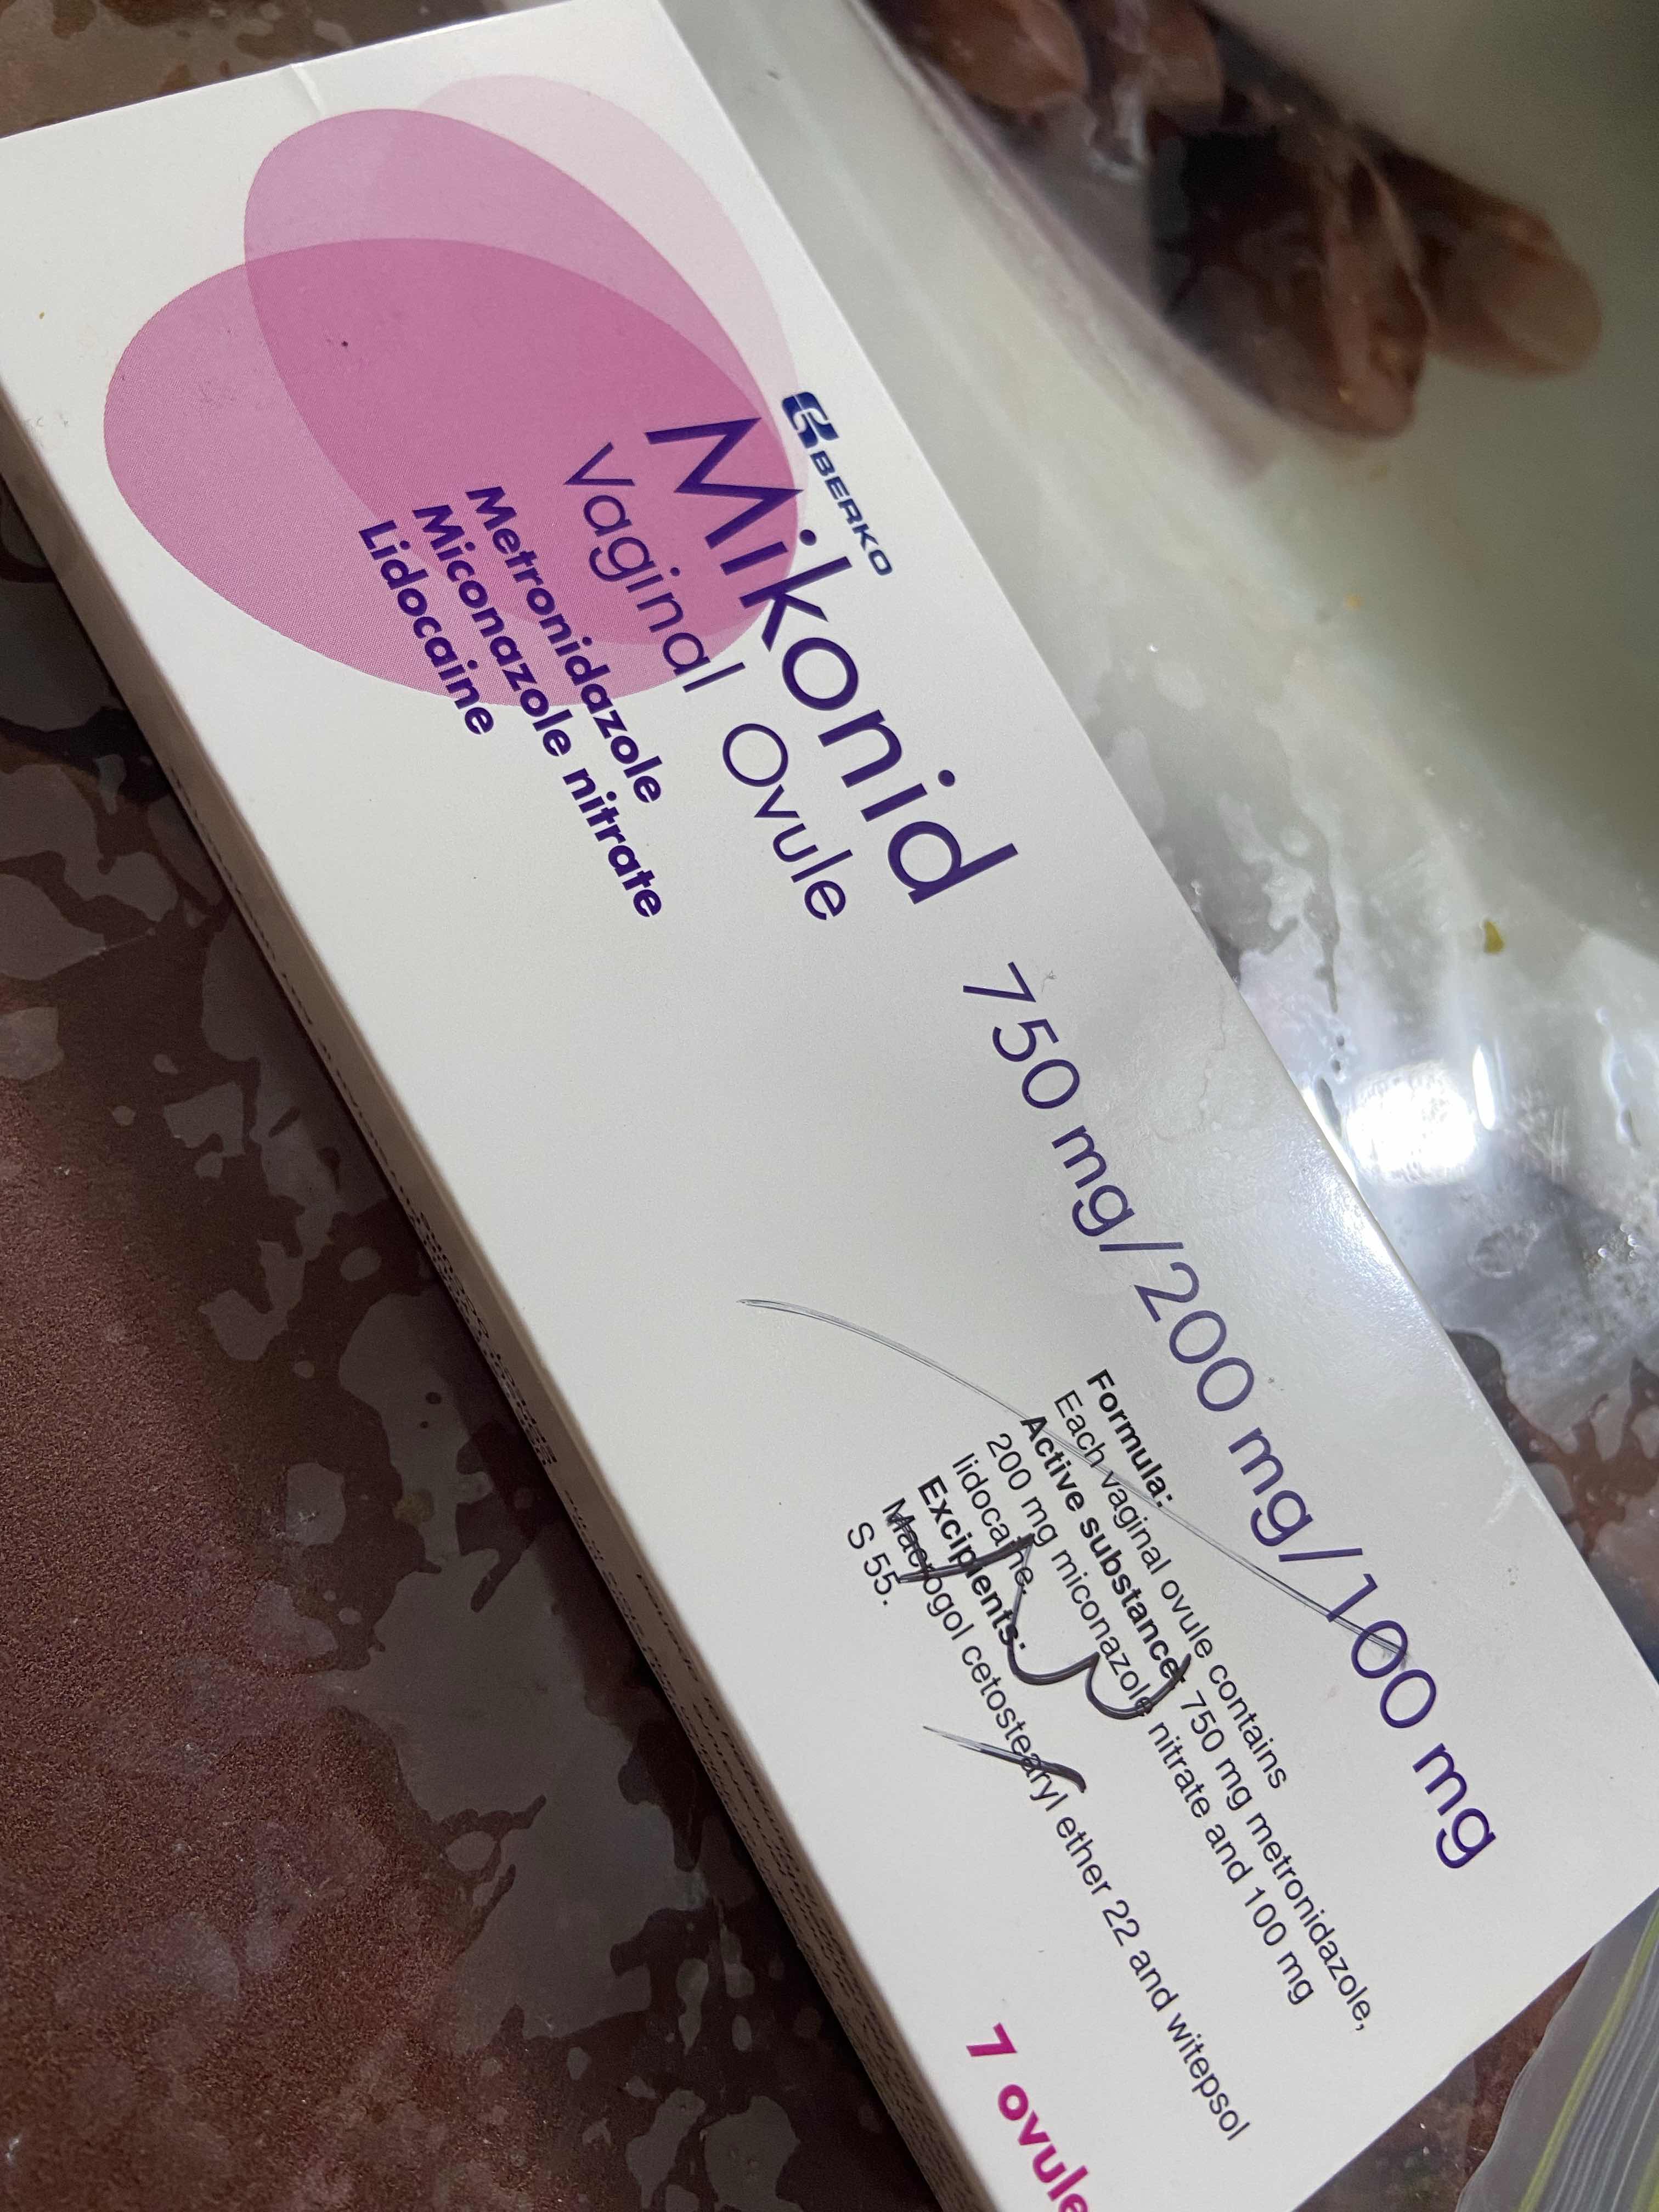 BERKO
Mikonid 750 mg/200 mg/100 mg
Vaginal Ovule
Metronidazole
Miconazole nitrate
Lidocaine
Formula:
Each vaginal ovule contains
Active substance: 750 mg metronidazole,
200 mg miconazole nitrate and 100 mg
lidocaine.
Excipients:
Macrogol cetostearyl ether 22 and witepsol
S 55.
7 ovule